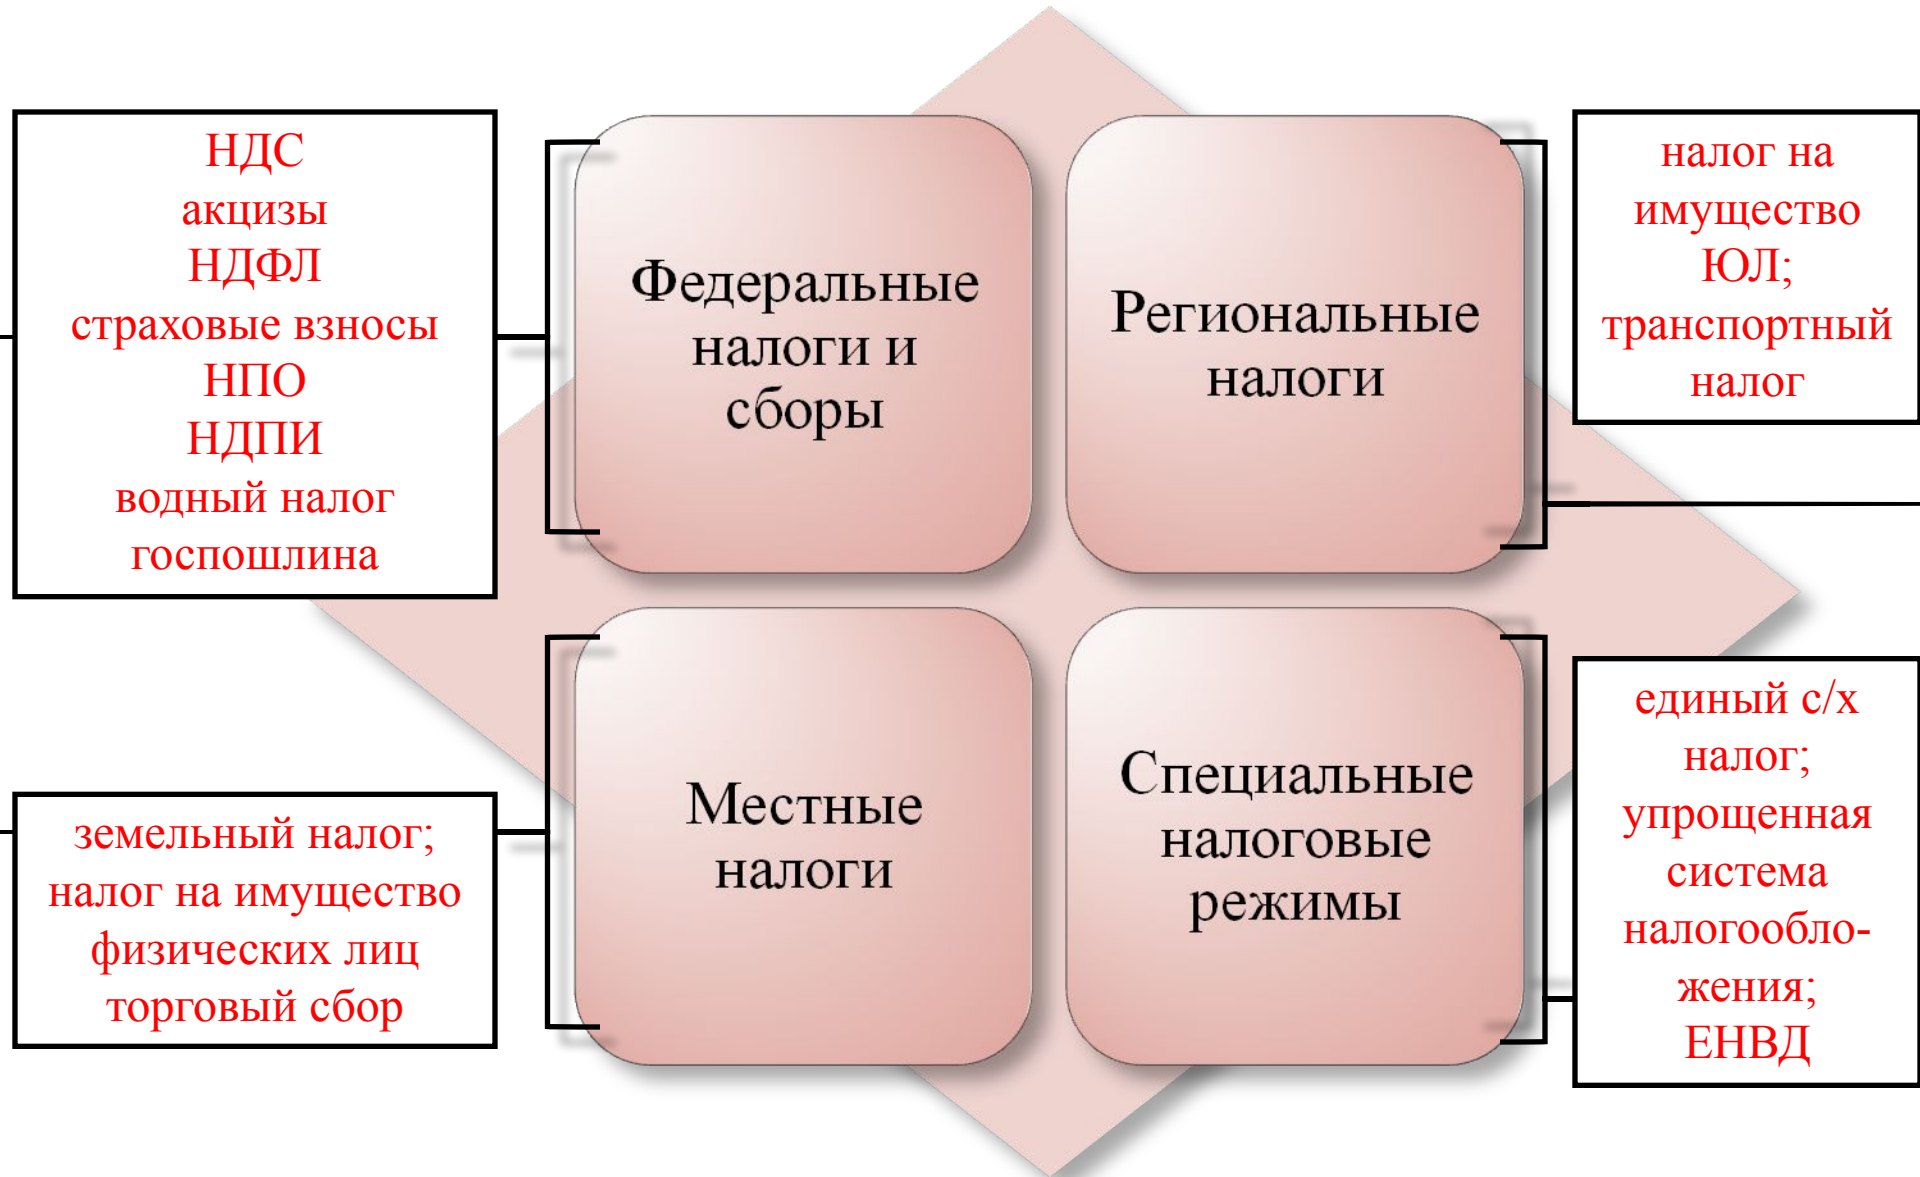 НДС
акцизы
НДФЛ
страховые взносы
НПО
НДПИ
водный налог
госпошлина
Федеральные
налоги и
сборы
Региональные
налоги
налог на
имущество
ЮЛ;
транспортный
налог
земельный налог;
налог на имущество
физических лиц
торговый сбор
Местные
налоги
Специальные
налоговые
режимы
единый с/х
налог;
упрощенная
система
налогообло-
жения;
ЕНВД